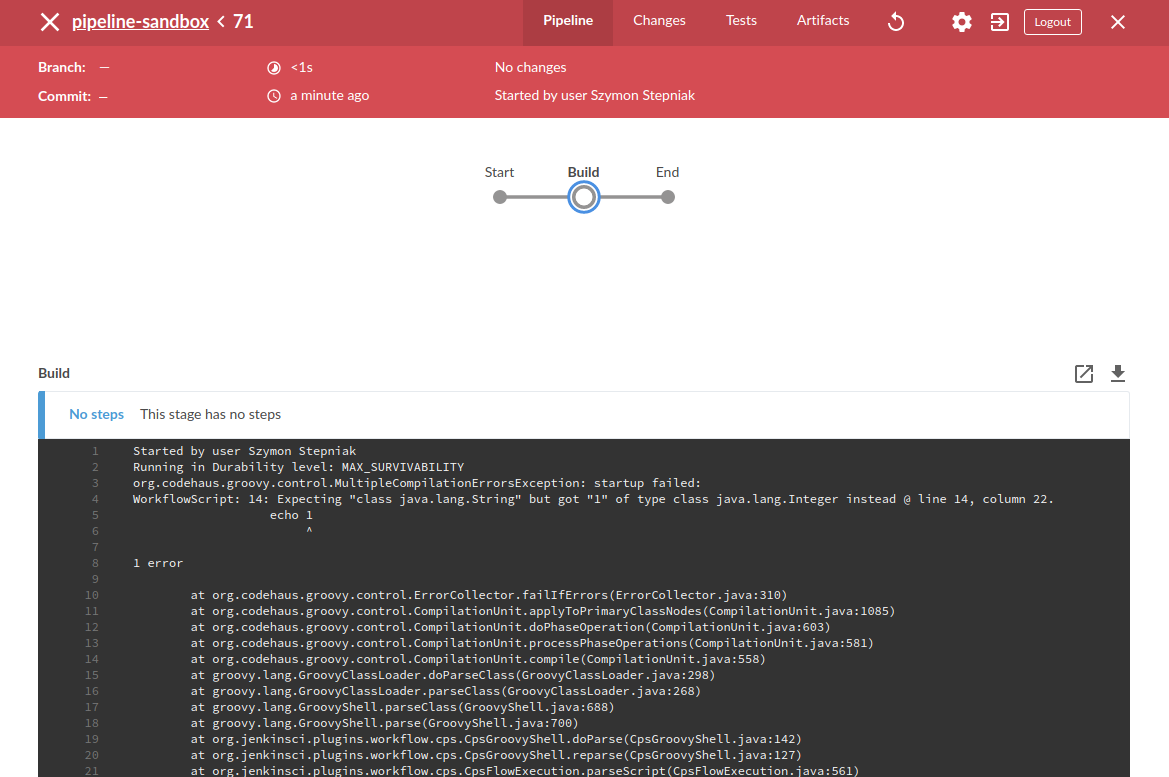 pipeline-sandbox < 71
Pipeline
Changes
Tests
Artifacts
Logout
Branch: —
<1s
No changes
Commit: —
a minute ago
Started by user Szymon Stepniak
Start
Build
End
Build
No steps This stage has no steps
1 Started by user Szymon Stepniak
2 Running in Durability level: MAX_SURVIVABILITY
3 org.codehaus.groovy.control.MultipleCompilationErrorsException: startup failed:
4 WorkflowScript: 14: Expecting "class java.lang.String" but got "1" of type class java.lang.Integer instead @ line 14, column 22.
5 echo 1
6 ^
7
8 1 error
9
10 at org.codehaus.groovy.control.ErrorCollector.failIfErrors(ErrorCollector.java:310)
11 at org.codehaus.groovy.control.CompilationUnit.applyToPrimaryClassNodes(CompilationUnit.java:1085)
12 at org.codehaus.groovy.control.CompilationUnit.doPhaseOperation(CompilationUnit.java:603)
13 at org.codehaus.groovy.control.CompilationUnit.processPhaseOperations(CompilationUnit.java:581)
14 at org.codehaus.groovy.control.CompilationUnit.compile(CompilationUnit.java:558)
15 at groovy.lang.GroovyClassLoader.doParseClass(GroovyClassLoader.java:298)
16 at groovy.lang.GroovyClassLoader.parseClass(GroovyClassLoader.java:268)
17 at groovy.lang.GroovyShell.parseClass(GroovyShell.java:688)
18 at groovy.lang.GroovyShell.parse(GroovyShell.java:700)
19 at org.jenkinsci.plugins.workflow.cps.CpsGroovyShell.doParse(CpsGroovyShell.java:142)
20 at org.jenkinsci.plugins.workflow.cps.CpsGroovyShell.reparse(CpsGroovyShell.java:127)
21 at org.jenkinsci.plugins.workflow.cps.CpsFlowExecution.parseScript(CpsFlowExecution.java:561)